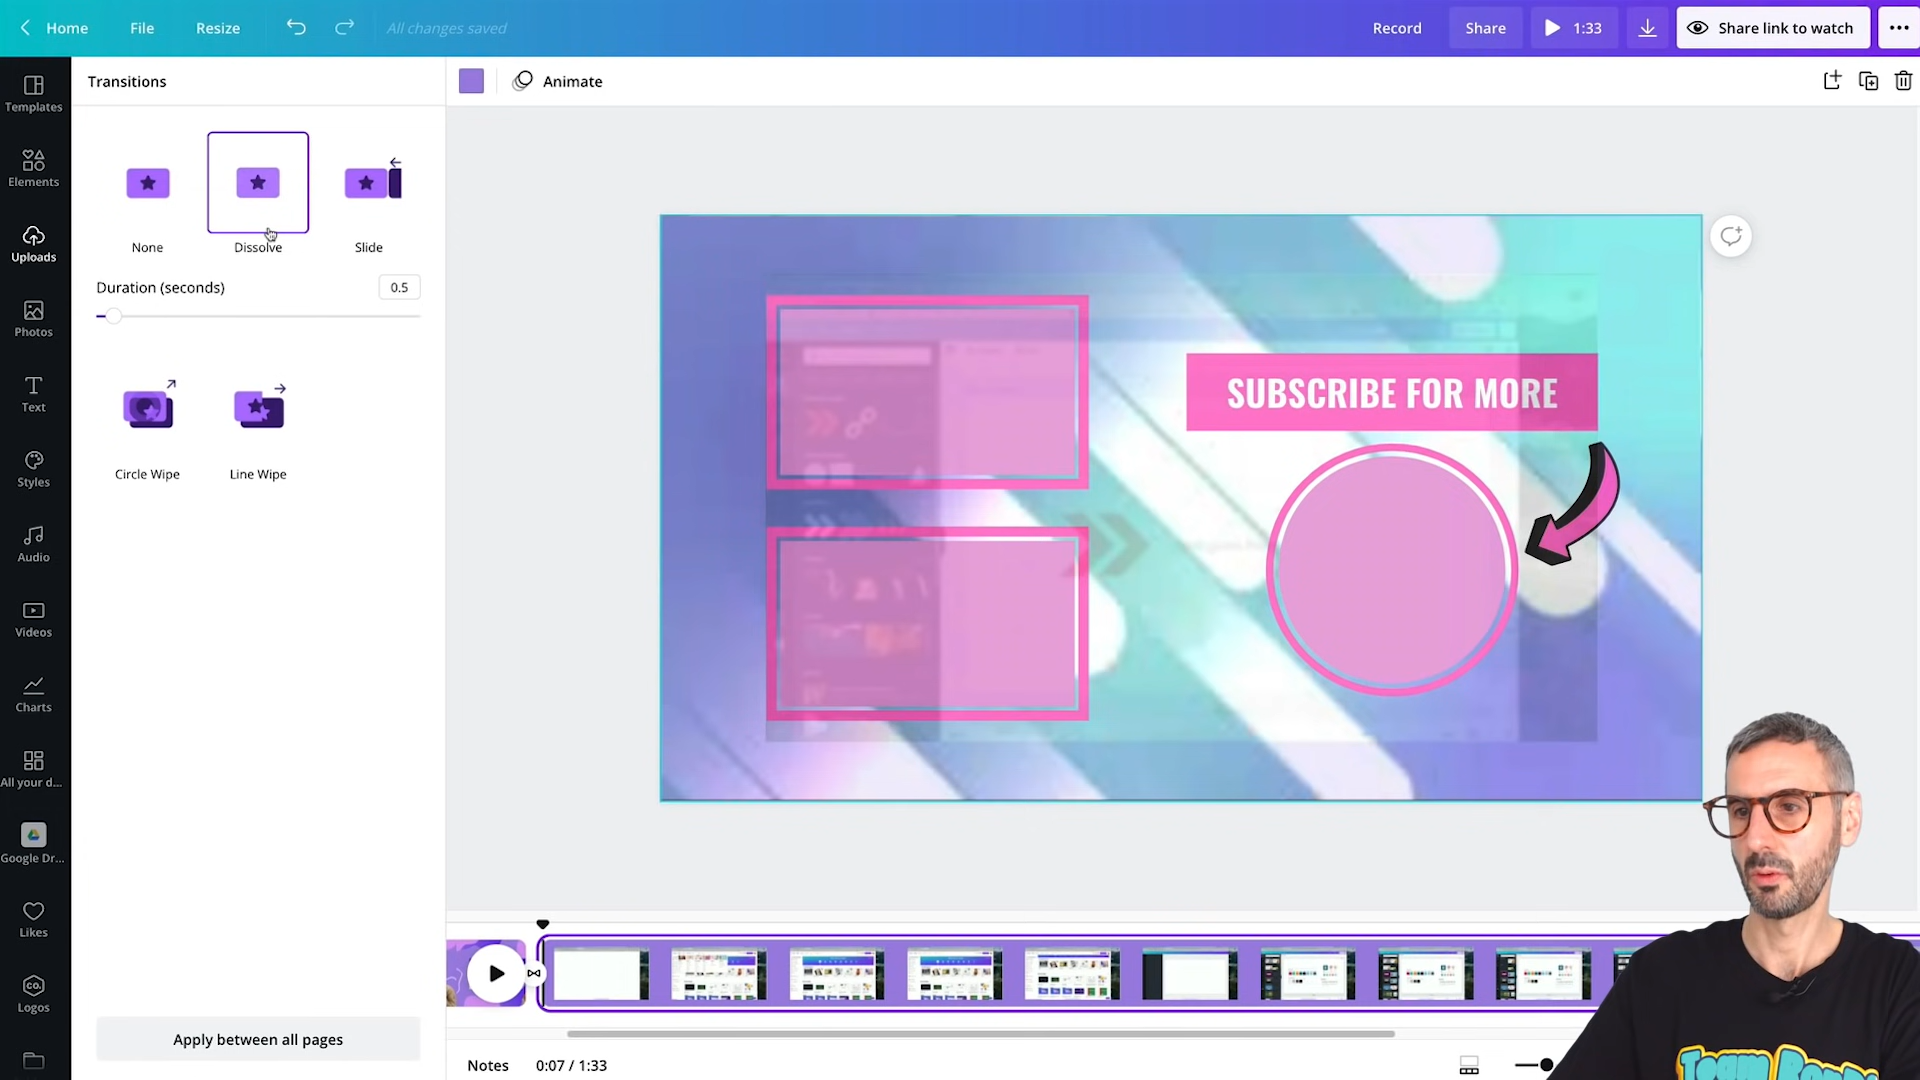 Home
File
Resize
All changes saved
Record
Share
1:33
Share link to watch
Templates
Elements
Uploads
Photos
Text
Styles
Audio
Videos
Charts
All your d...
Google Dr...
Likes
CO.
Logos
Transitions
None
Dissolve
Slide
Duration (seconds)
0.5
Circle Wipe
Line Wipe
Apply between all pages
Animate
SUBSCRIBE FOR MORE
Notes
0:07 / 1:33
Team